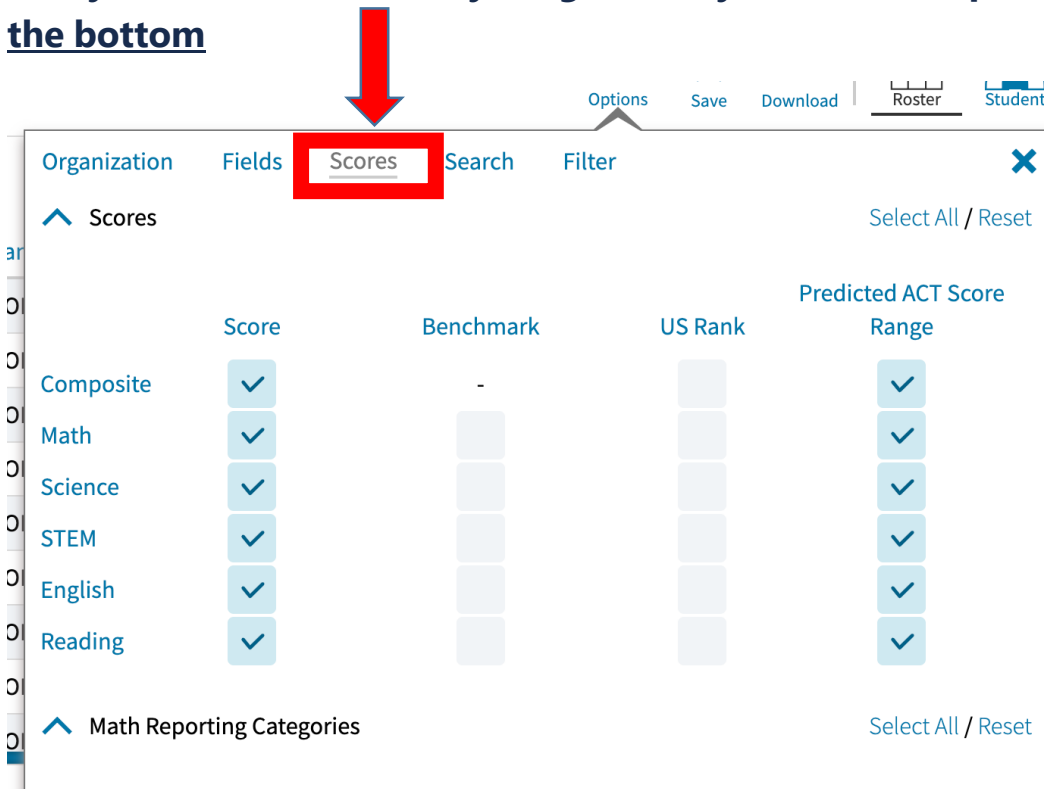 the bottom
Options Save Download Roster Student
Organization Fields Scores Search Filter
Scores Select All / Reset
Predicted ACT Score
Score Benchmark US Rank Range
Composite -
Math
Science
STEM
English
Reading
Math Reporting Categories Select All / Reset